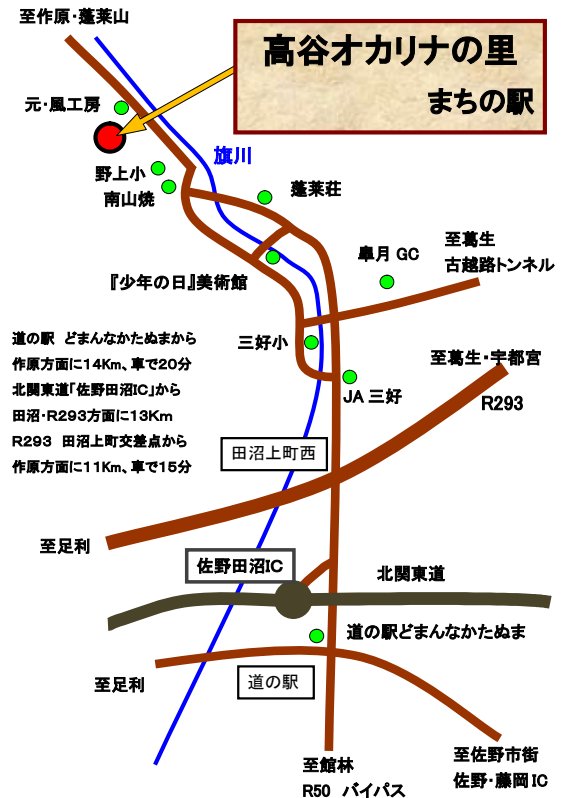 至作原・蓬莱山
高谷オカリナの里
まちの駅
元・風工房
旗川
野上小
南山焼
蓬莱荘
皐月 GC
至葛生
古越路トンネル
『少年の日』美術館
道の駅 どまんなかたぬまから
作原方面に14Km、車で20分
北関東道「佐野田沼IC」から
田沼・R293方面に13Km
R293 田沼上町交差点から
作原方面に11Km、車で15分
三好小
至葛生・宇都宮
R293
JA 三好
田沼上町西
至足利
佐野田沼IC
北関東道
道の駅どまんなかたぬま
至足利
道の駅
至館林
R50 バイパス
至佐野市街
佐野・藤岡IC